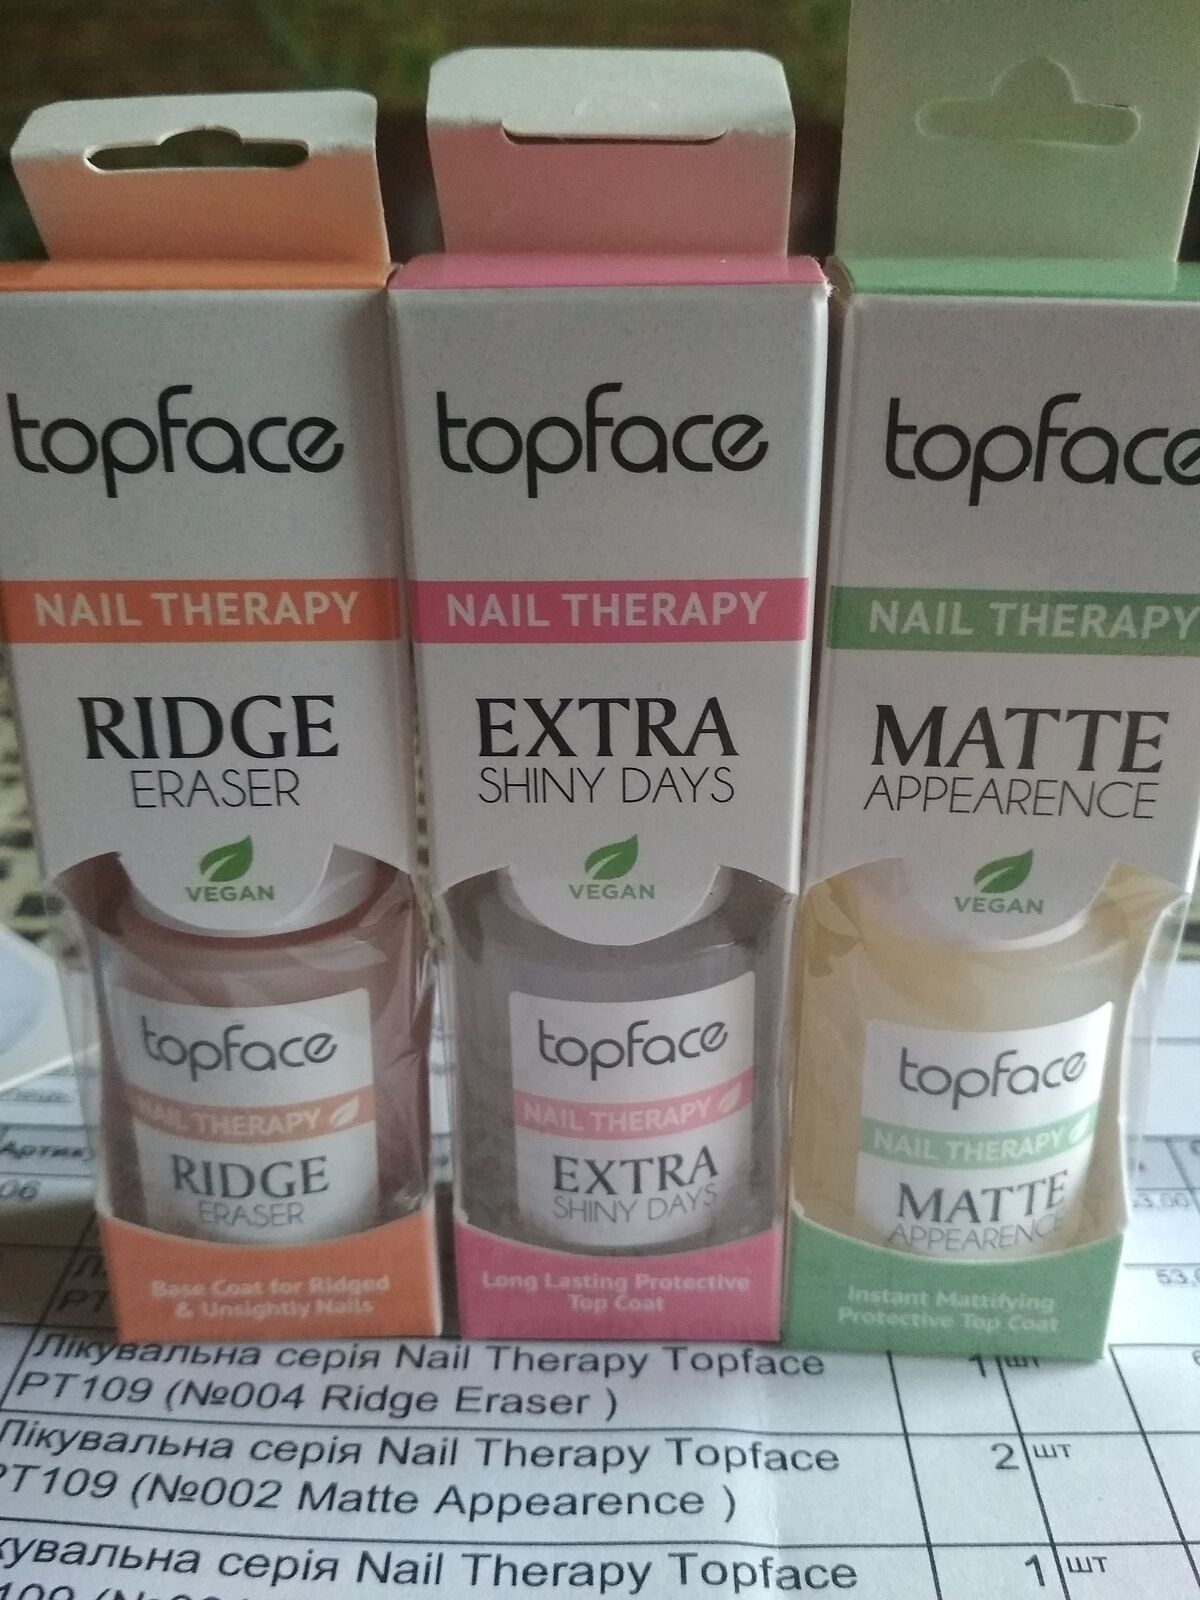 topface
NAIL THERAPY
RIDGE
ERASER
VEGAN
topface
NAIL THERAPY
RIDGE
ERASER
Base Coat for Ridged
& Unsightly Nails
topface
NAIL THERAPY
EXTRA
SHINY DAYS
VEGAN
topface
NAIL THERAPY
EXTRA
SHINY DAYS
Long Lasting Protective
Top Coat
topface
NAIL THERAPY
MATTE
APPEARENCE
VEGAN
topface
NAIL THERAPY
MATTE
APPEARENCE
Instant Mattifying
Protective Top Coat
Лікувальна серія Nail Therapy Topface 1 шт
PT109 (№004 Ridge Eraser )
Лікувальна серія Nail Therapy Topface 2 шт
PT109 (№002 Matte Appearence )
кувальна серія Nail Therapy Topface 1 шт